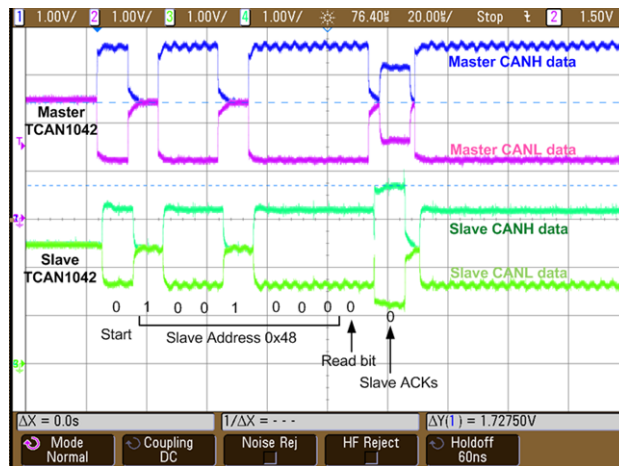 1 1.00V/ 2 1.00V/ 3 1.00V/ 4 1.00V/ 76.40␎ 20.00␎/ Stop 2 1.50V
Master CANH data
Master
TCAN1042
Master CANL data
Slave CANH data
Slave
TCAN1042
Slave CANL data
0 1 0 0 1 0 0 0 0 0
Start Slave Address 0x48
Read bit
Slave ACKs
ΔX = 0.0s 1/ΔX = - - - ΔY(1) = 1.72750V
Mode Coupling Noise Rej HF Reject Holdoff
Normal DC 60ns